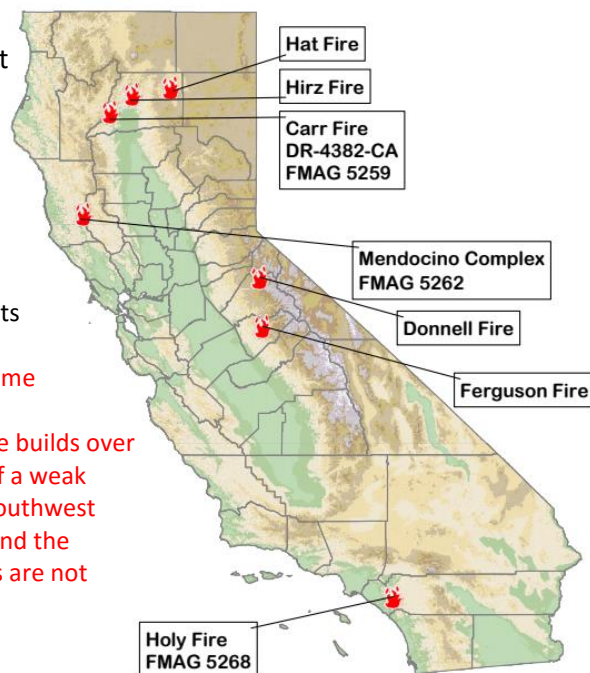 t
Hat Fire
Hirz Fire
Carr Fire
DR-4382-CA
FMAG 5259
Mendocino Complex
FMAG 5262
Donnell Fire
Ferguson Fire
ts
me
e builds over
f a weak
outhwest
nd the
s are not
Holy Fire
FMAG 5268